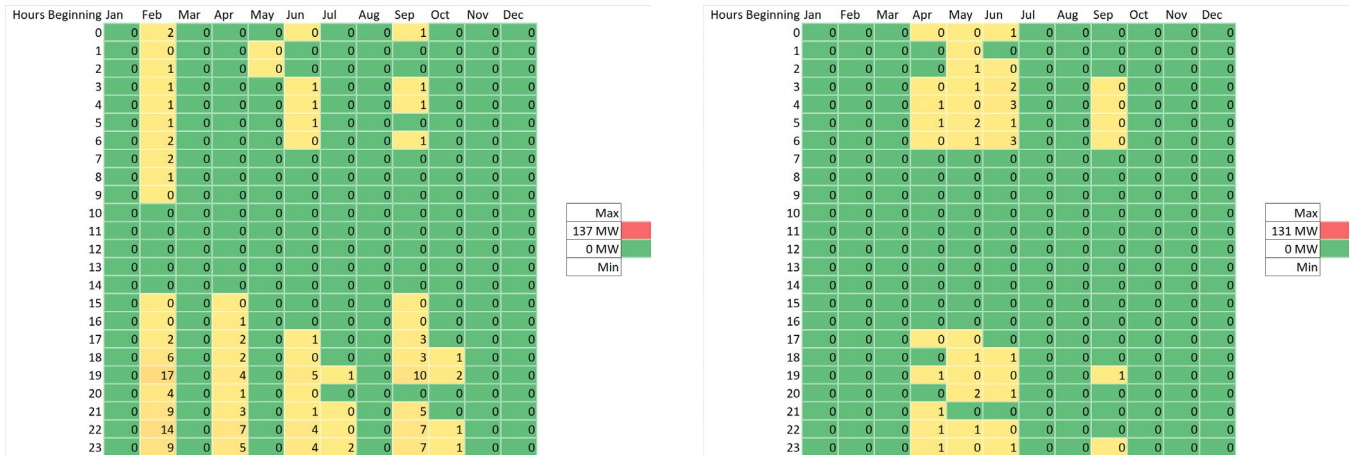 Hours Beginning Jan Feb Mar Apr May Jun Jul Aug Sep Oct Nov Dec
0 0 2 0 0 0 0 0 0 1 0 0 0
1 0 0 0 0 0 0 0 0 0 0 0 0
2 0 1 0 0 0 0 0 0 0 0 0 0
3 0 1 0 0 0 1 0 0 1 0 0 0
4 0 1 0 0 0 1 0 0 1 0 0 0
5 0 1 0 0 0 1 0 0 0 0 0 0
6 0 2 0 0 0 0 0 0 1 0 0 0
7 0 2 0 0 0 0 0 0 0 0 0 0
8 0 1 0 0 0 0 0 0 0 0 0 0
9 0 0 0 0 0 0 0 0 0 0 0 0
10 0 0 0 0 0 0 0 0 0 0 0 0
11 0 0 0 0 0 0 0 0 0 0 0 0
12 0 0 0 0 0 0 0 0 0 0 0 0
13 0 0 0 0 0 0 0 0 0 0 0 0
14 0 0 0 0 0 0 0 0 0 0 0 0
15 0 0 0 0 0 0 0 0 0 0 0 0
16 0 0 0 1 0 0 0 0 0 0 0 0
17 0 2 0 2 0 1 0 0 3 0 0 0
18 0 6 0 2 0 0 0 0 3 1 0 0
19 0 17 0 4 0 5 1 0 10 2 0 0
20 0 4 0 1 0 0 0 0 0 0 0 0
21 0 9 0 3 0 1 0 0 5 0 0 0
22 0 14 0 7 0 4 0 0 7 1 0 0
23 0 9 0 5 0 4 2 0 7 1 0 0
Max
137 MW
0 MW
Min
Hours Beginning Jan Feb Mar Apr May Jun Jul Aug Sep Oct Nov Dec
0 0 0 0 0 0 1 0 0 0 0 0 0
1 0 0 0 0 0 0 0 0 0 0 0 0
2 0 0 0 0 1 0 0 0 0 0 0 0
3 0 0 0 0 1 2 0 0 0 0 0 0
4 0 0 0 1 0 3 0 0 0 0 0 0
5 0 0 0 1 2 1 0 0 0 0 0 0
6 0 0 0 0 1 3 0 0 0 0 0 0
7 0 0 0 0 0 0 0 0 0 0 0 0
8 0 0 0 0 0 0 0 0 0 0 0 0
9 0 0 0 0 0 0 0 0 0 0 0 0
10 0 0 0 0 0 0 0 0 0 0 0 0
11 0 0 0 0 0 0 0 0 0 0 0 0
12 0 0 0 0 0 0 0 0 0 0 0 0
13 0 0 0 0 0 0 0 0 0 0 0 0
14 0 0 0 0 0 0 0 0 0 0 0 0
15 0 0 0 0 0 0 0 0 0 0 0 0
16 0 0 0 0 0 0 0 0 0 0 0 0
17 0 0 0 0 0 0 0 0 0 0 0 0
18 0 0 0 0 1 1 0 0 0 0 0 0
19 0 0 0 1 0 0 0 0 1 0 0 0
20 0 0 0 0 2 1 0 0 0 0 0 0
21 0 0 0 1 0 0 0 0 0 0 0 0
22 0 0 0 1 1 0 0 0 0 0 0 0
23 0 0 0 1 0 1 0 0 0 0 0 0
Max
131 MW
0 MW
Min